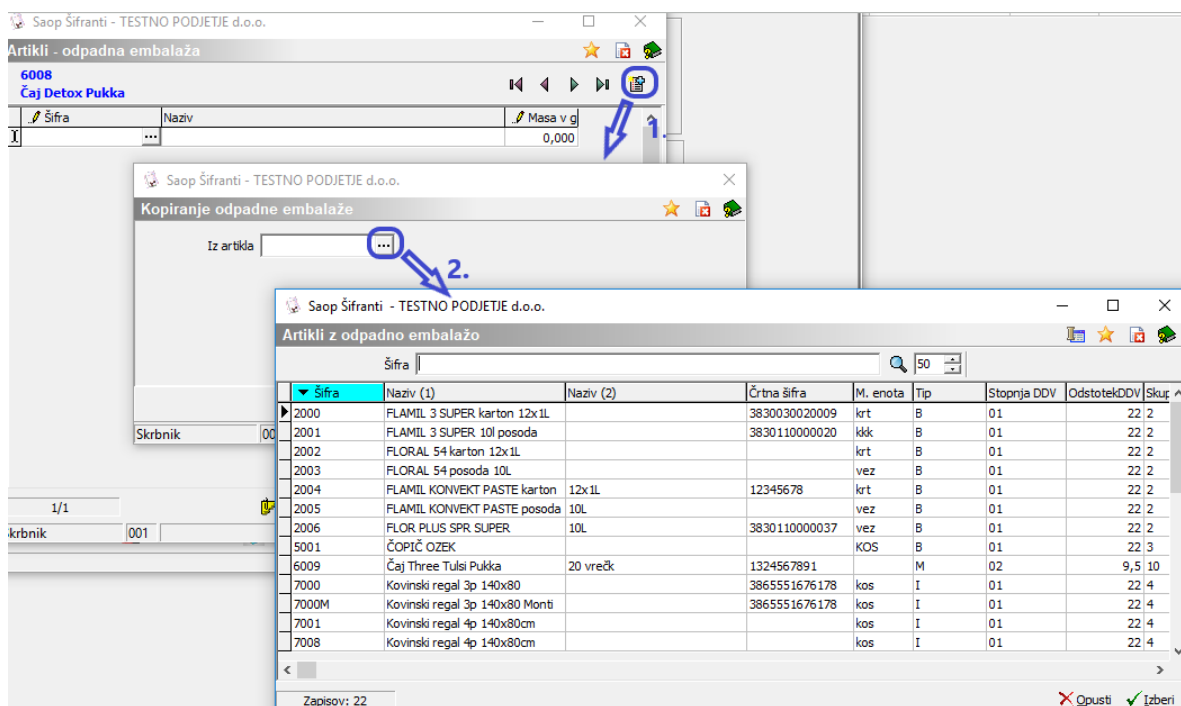 Saop Šifranti - TESTNO PODJETJE d.o.o.
Artikli - odpadna embalaža
6008
Čaj Detox Pukka
Šifra Naziv Masa v g
... 0,000
1.
Saop Šifranti - TESTNO PODJETJE d.o.o.
Kopiranje odpadne embalaže
Iz artikla ...
2.
Skrbnik 00
1/1
Skrbnik 001
Saop Šifranti - TESTNO PODJETJE d.o.o.
Artikli z odpadno embalažo
Šifra 50
Šifra Naziv (1) Naziv (2) Črtna šifra M. enota Tip Stopnja DDV OdstotekDDV Skup
2000 FLAMIL 3 SUPER karton 12x1L 3830030020009 krt B 01 22 2
2001 FLAMIL 3 SUPER 10l posoda 3830110000020 kkk B 01 22 2
2002 FLORAL 54 karton 12x1L krt B 01 22 2
2003 FLORAL 54 posoda 10L vez B 01 22 2
2004 FLAMIL KONVEKT PASTE karton 12x1L 12345678 krt B 01 22 2
2005 FLAMIL KONVEKT PASTE posoda 10L vez B 01 22 2
2006 FLOR PLUS SPR SUPER 10L 3830110000037 vez B 01 22 2
5001 ČOPIČ OZEK KOS B 01 22 3
6009 Čaj Three Tulsi Pukka 20 vrečk 1324567891 M 02 9,5 10
7000 Kovinski regal 3p 140x80 3865551676178 kos I 01 22 4
7000M Kovinski regal 3p 140x80 Monti 3865551676178 kos I 01 22 4
7001 Kovinski regal 4p 140x80cm kos I 01 22 4
7008 Kovinski regal 4p 140x80cm kos I 01 22 4
Zapisov: 22 Opusti Izberi